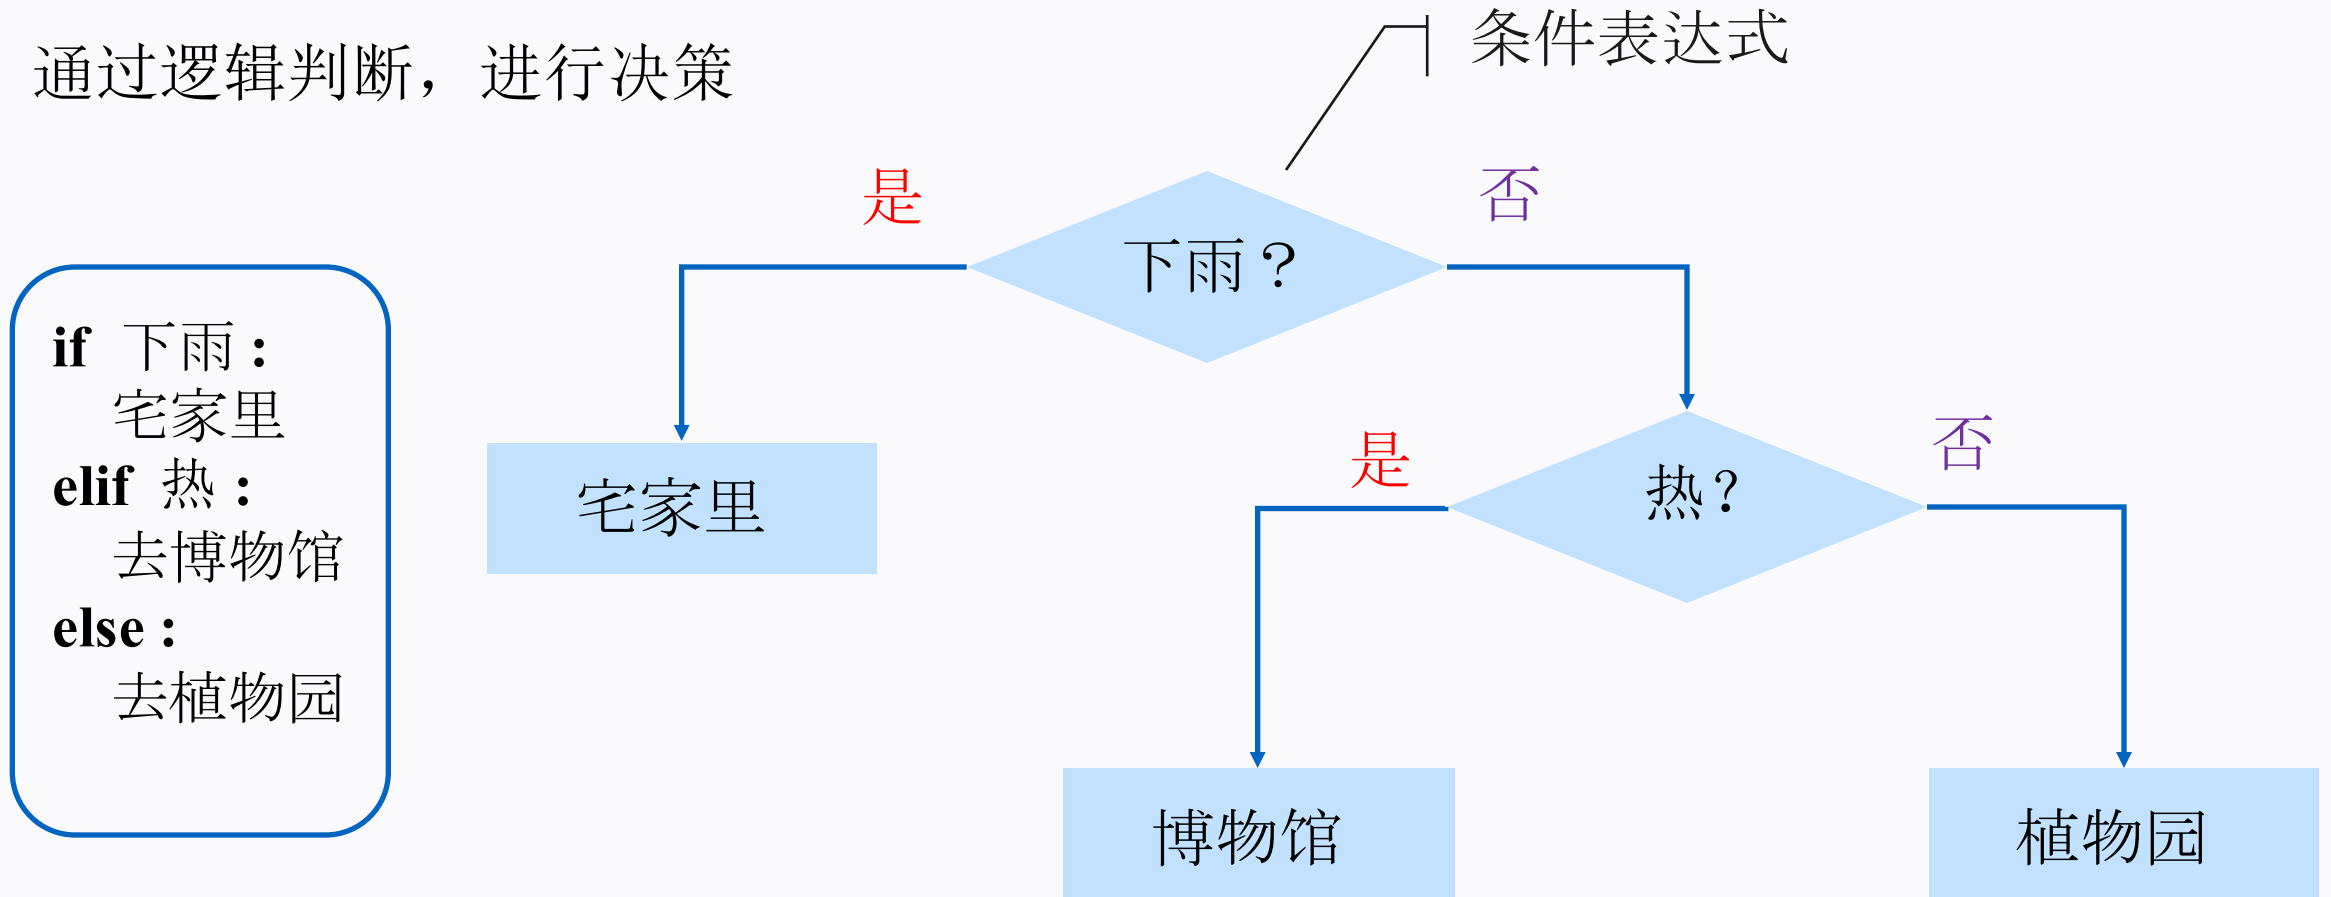 通过逻辑判断，进行决策
条件表达式
是
否
下雨？
if 下雨 :
宅家里
elif 热 :
去博物馆
else :
去植物园
宅家里
是
否
热?
博物馆
植物园